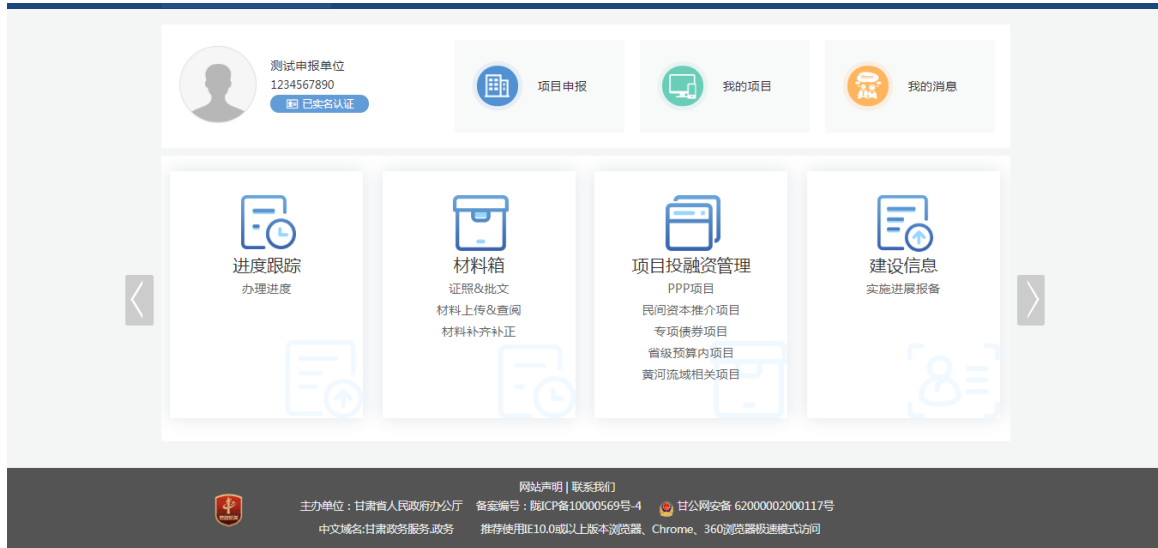 测试申报单位
1234567890
已实名认证
项目申报
我的项目
我的消息
进度跟踪
办理进度
材料箱
证照&批文
材料上传&查阅
材料补齐补正
项目投融资管理
PPP项目
民间资本推介项目
专项债券项目
省级预算内项目
黄河流域相关项目
建设信息
实施进展报备
网站声明 | 联系我们
主办单位：甘肃省人民政府办公厅 备案编号：陇ICP备10000569号-4 甘公网安备 62000002000117号
中文域名:甘肃政务服务.政务 推荐使用IE10.0或以上版本浏览器、Chrome、360浏览器极速模式访问